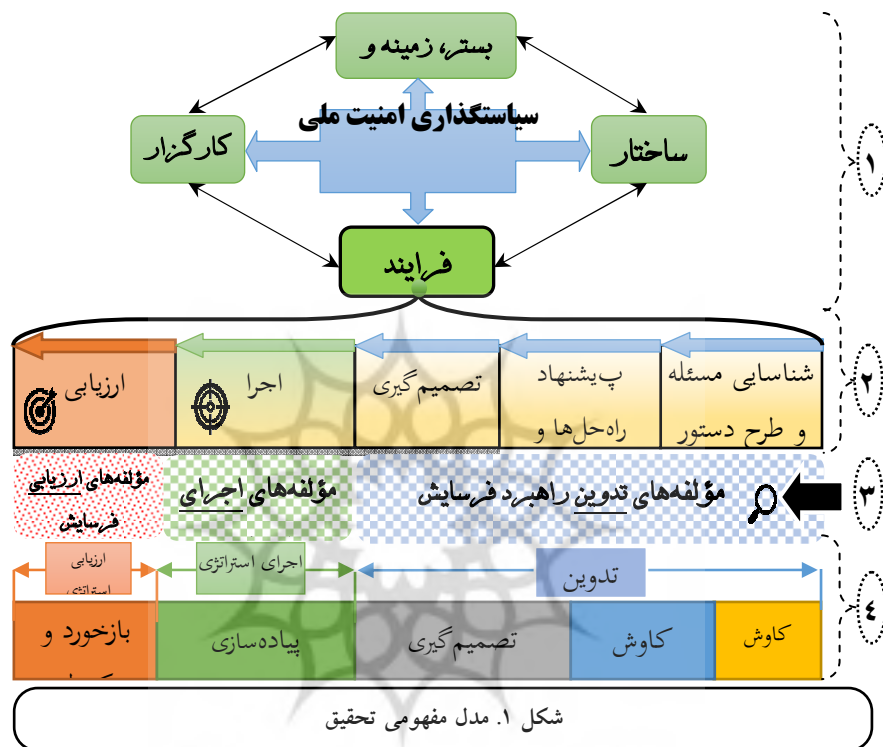 بستر، زمینه و
سیاستگذاری امنیت ملی
ساختار
کارگزار
۱
فرایند
شناسایی مسئله
و طرح دستور
پیشنهاد
راه‌حل‌ها و
تصمیم‌گیری
اجرا
ارزیابی
۲
مؤلفه‌های تدوین راهبرد فرسایش
مؤلفه‌های اجرای
مؤلفه‌های ارزیابی
فرسایش
۳
تدوین
اجرای استراتژی
ارزیابی
استراتژی
کاوش
کاوش
تصمیم‌گیری
پیاده‌سازی
بازخورد و
۴
شکل ۱. مدل مفهومی تحقیق